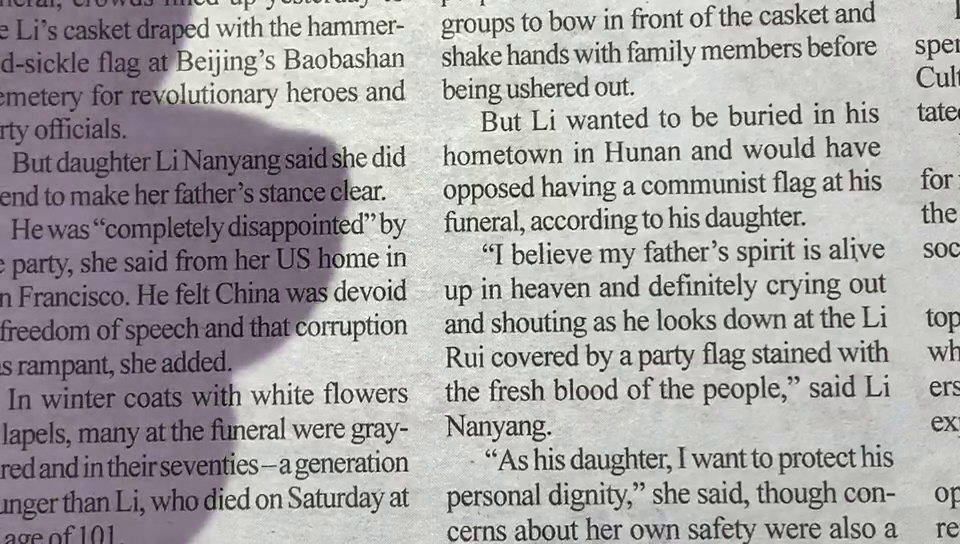 Li's casket draped with the hammer-
d-sickle flag at Beijing's Baobashan
emetery for revolutionary heroes and
rty officials.
But daughter Li Nanyang said she did
end to make her father's stance clear.
He was “completely disappointed” by
e party, she said from her US home in
n Francisco. He felt China was devoid
freedom of speech and that corruption
s rampant, she added.
In winter coats with white flowers
lapels, many at the funeral were gray-
red and in their seventies—a generation
unger than Li, who died on Saturday at
age of 101.
groups to bow in front of the casket and
shake hands with family members before
being ushered out.
But Li wanted to be buried in his
hometown in Hunan and would have
opposed having a communist flag at his
funeral, according to his daughter.
“I believe my father's spirit is alive
up in heaven and definitely crying out
and shouting as he looks down at the Li
Rui covered by a party flag stained with
the fresh blood of the people,” said Li
Nanyang.
“As his daughter, I want to protect his
personal dignity,” she said, though con-
cerns about her own safety were also a
spen
Cult
tate
for
the
soc
top
wh
ers
exp
op
re